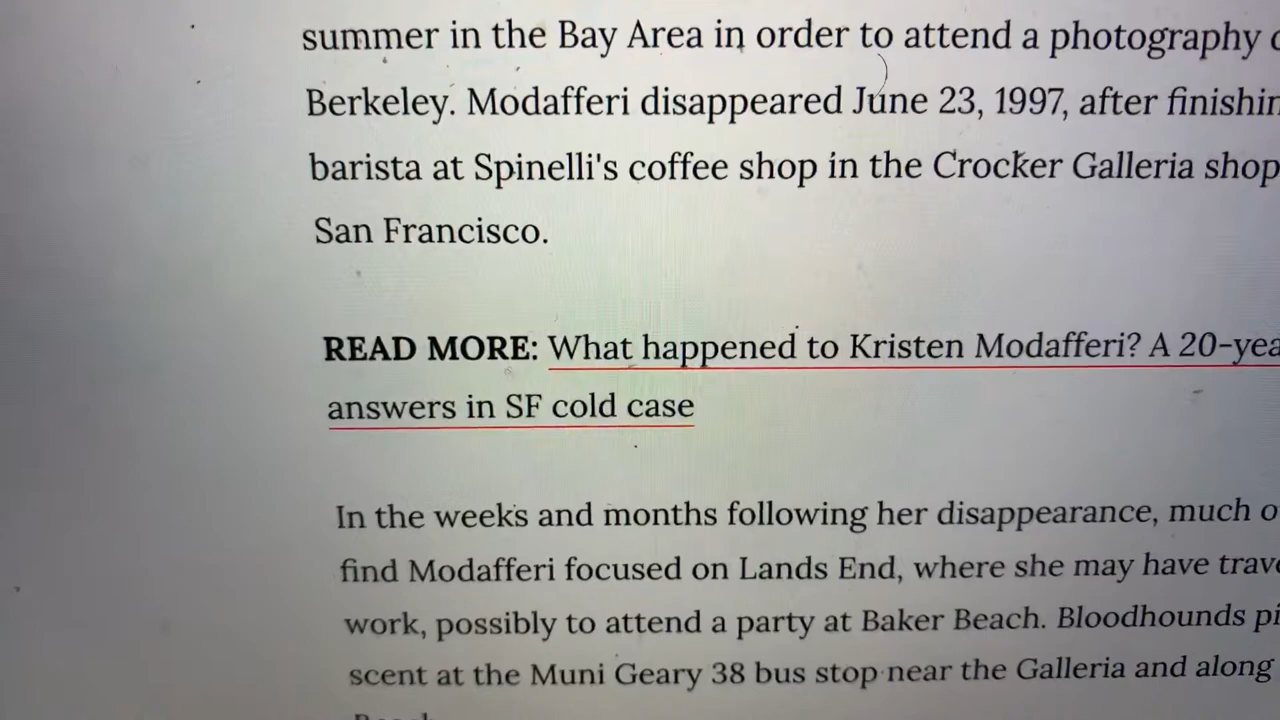 summer in the Bay Area in order to attend a photography
Berkeley. Modafferi disappeared June 23, 1997, after
barista at Spinelli's coffee shop in the Crocker Galleria
San Francisco.
READ MORE: What happened to Kristen Modafferi? A
answers in SF cold case
In the weeks and months following her disappearance, much
find Modafferi focused on Lands End, where she may have
work, possibly to attend a party at Baker Beach. Bloodhounds
scent at the Muni Geary 38 bus stop near the Galleria and along